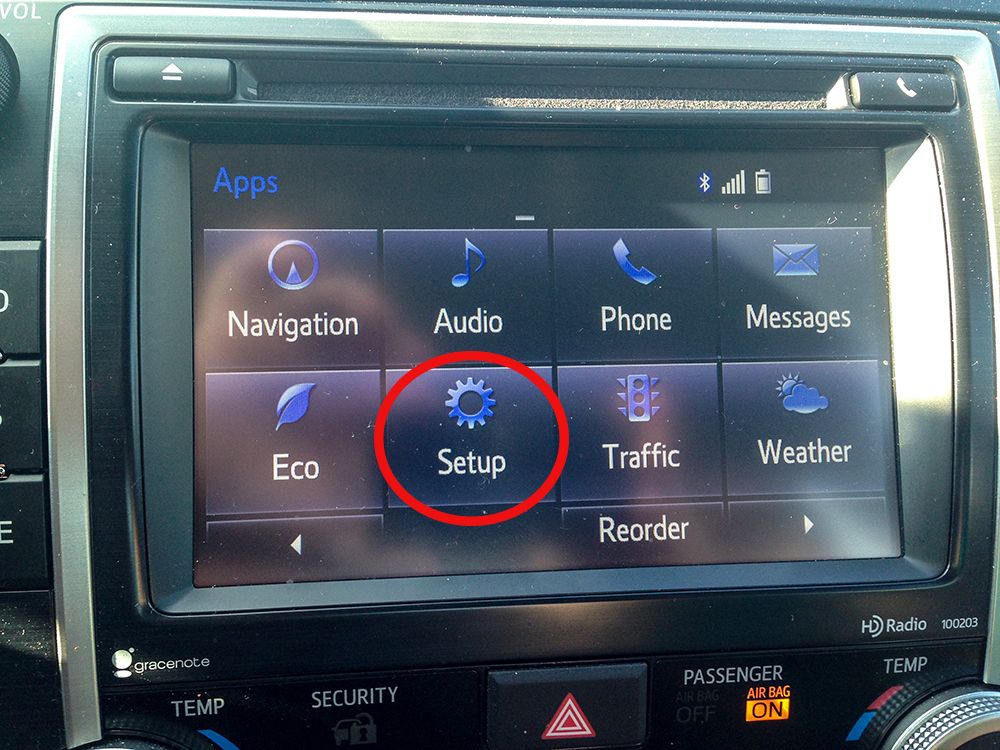 VOL
Apps
Navigation
Audio
Phone
Messages
Eco
Setup
Traffic
Weather
Reorder
HD Radio 100203
gracenote
TEMP
SECURITY
PASSENGER
AIR BAG
OFF
AIR BAG
ON
TEMP
E